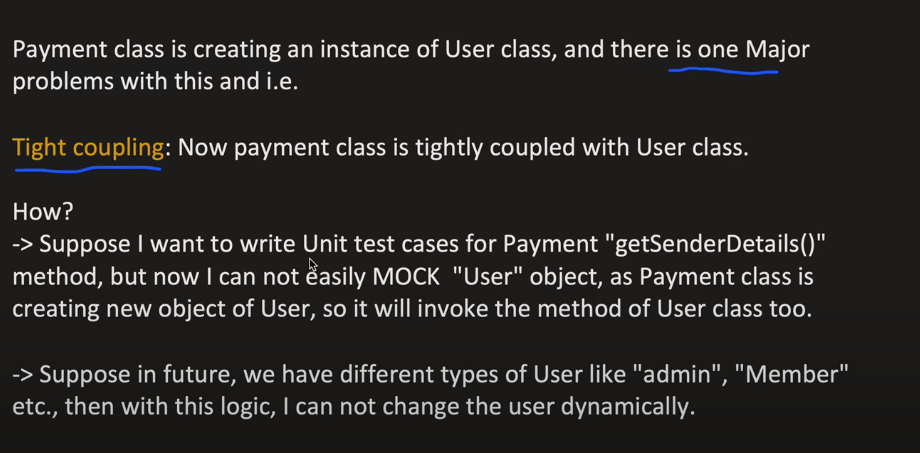 Payment class is creating an instance of User class, and there is one Major
problems with this and i.e.
Tight coupling: Now payment class is tightly coupled with User class.
How?
-> Suppose I want to write Unit test cases for Payment "getSenderDetails()"
method, but now I can not easily MOCK  "User" object, as Payment class is
creating new object of User, so it will invoke the method of User class too.
-> Suppose in future, we have different types of User like "admin", "Member"
etc., then with this logic, I can not change the user dynamically.